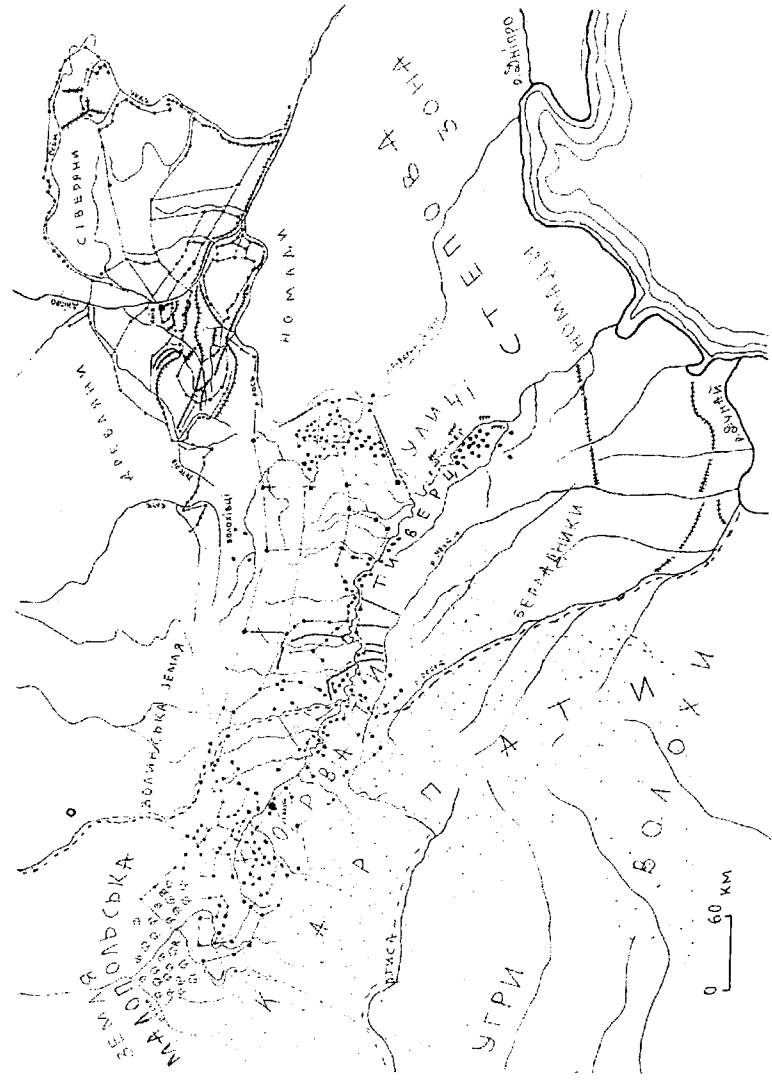 СІВЕРЯНИ
ДНІПРО
ДРЕВЛЯНИ
НОМАДИ
СТЕПОВА ЗОНА
р. ДНІПРО
НОМАДИ
УЛИЧІ
ТИВЕРЦІ
БОЛОХІВЦІ
ВОЛИНСЬКА ЗЕМЛЯ
ЗЕМЛЯ
МАЛОПОЛЬСЬКА
ХОРВАТИ
КАРПАТИ
БЕРЛАДНИКИ
р. ДУНАЙ
ВОЛОХИ
р. ТИСА
УГРИ
0 60 КМ